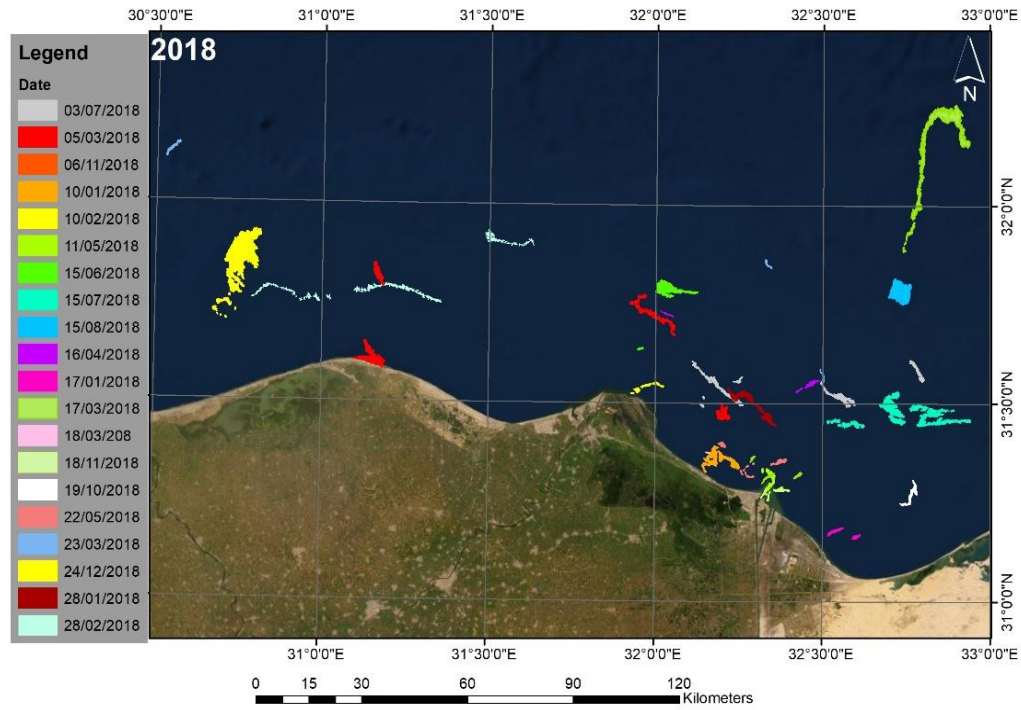 30°30'0"E 31°0'0"E 31°30'0"E 32°0'0"E 32°30'0"E 33°0'0"E
2018
Legend
Date
03/07/2018
05/03/2018
06/11/2018
10/01/2018
10/02/2018
11/05/2018
15/06/2018
15/07/2018
15/08/2018
16/04/2018
17/01/2018
17/03/2018
18/03/208
18/11/2018
19/10/2018
22/05/2018
23/03/2018
24/12/2018
28/01/2018
28/02/2018
N
32°0'0"N
31°30'0"N
31°0'0"N
31°0'0"E 31°30'0"E 32°0'0"E 32°30'0"E 33°0'0"E
0 15 30 60 90 120
Kilometers